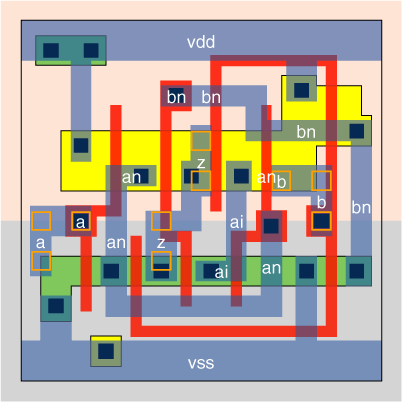 vdd
bn bn
bn
z
an an b
b bn
a a an z ai
ai an
vss